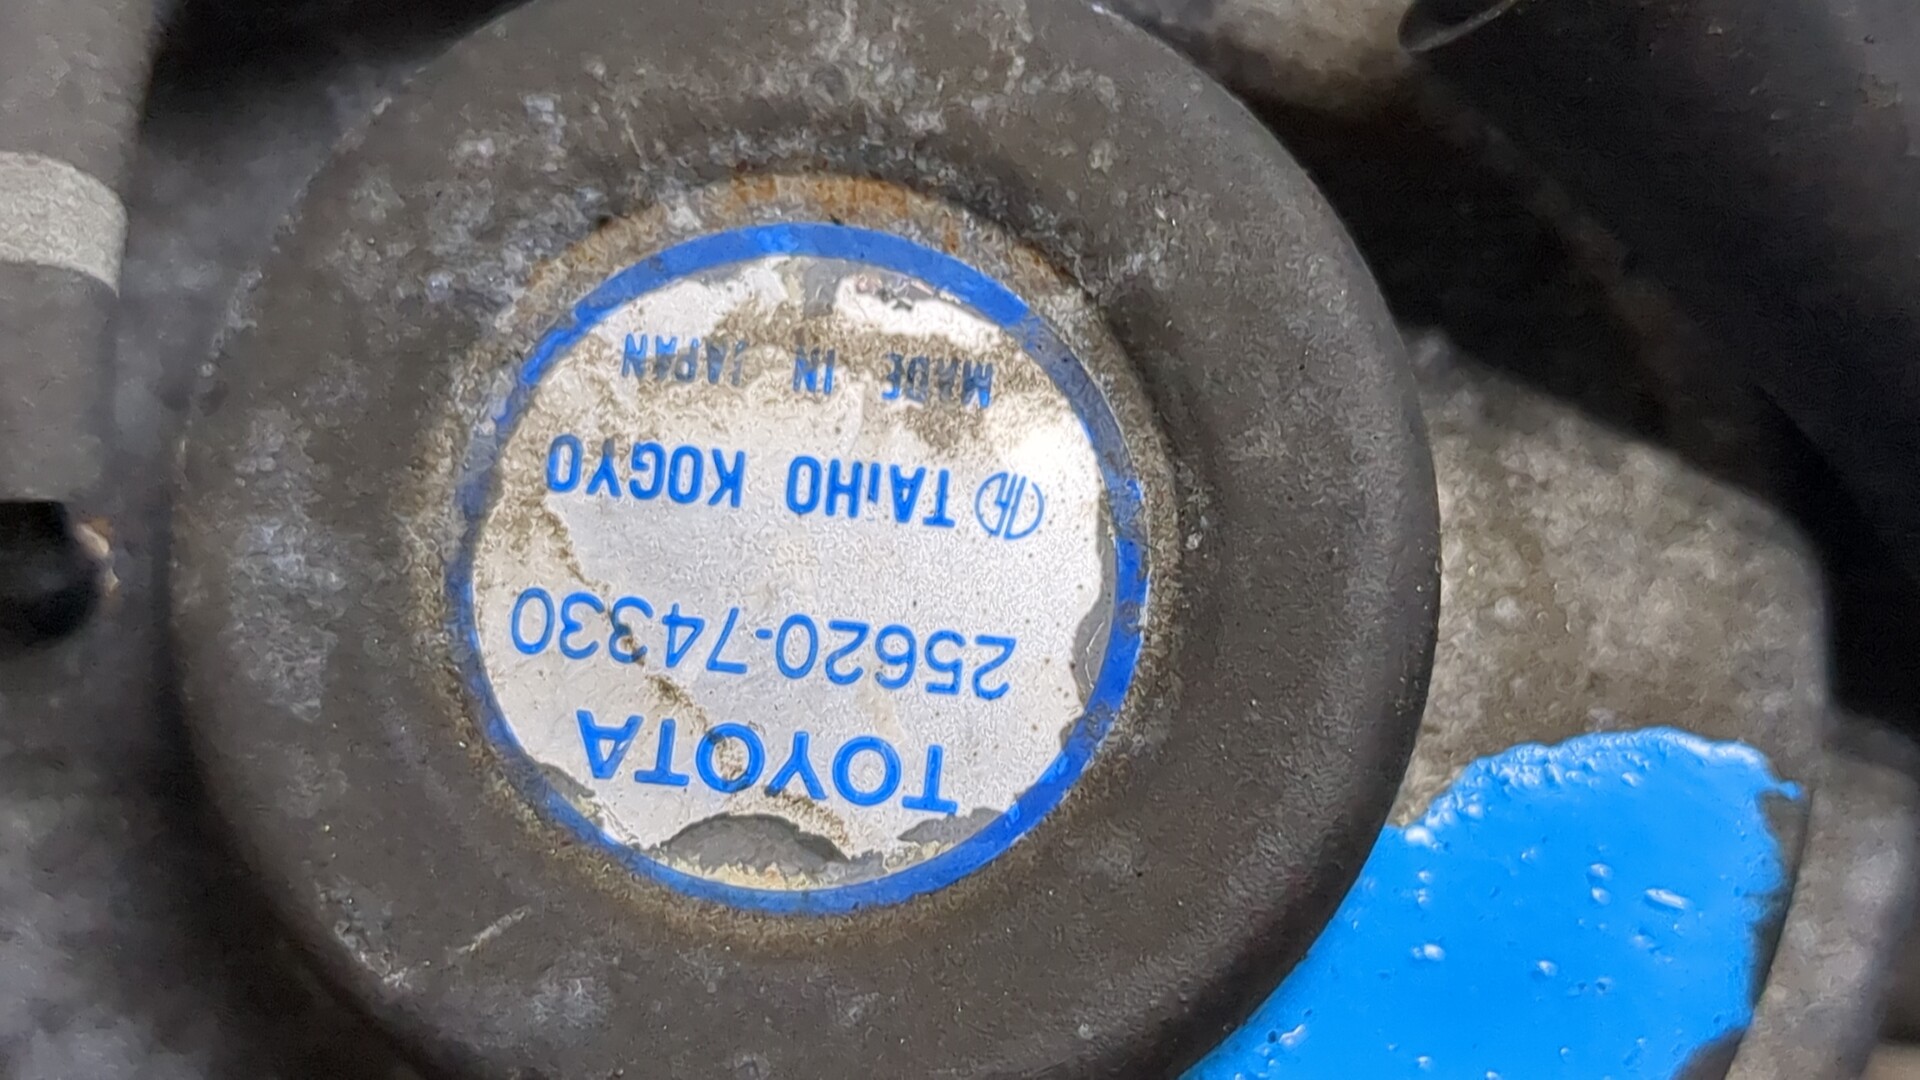 TOYOTA
25620-74330
TAiHO KOGYO
MADE IN JAPAN